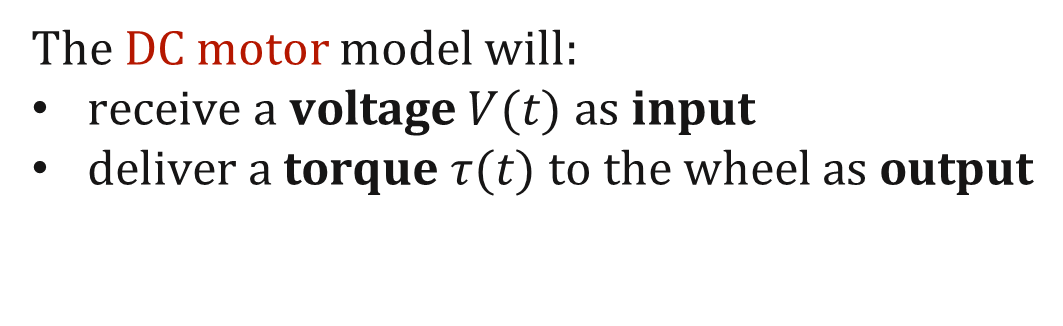 The DC motor model will:
• receive a voltage V(t) as input
• deliver a torque τ(t) to the wheel as output